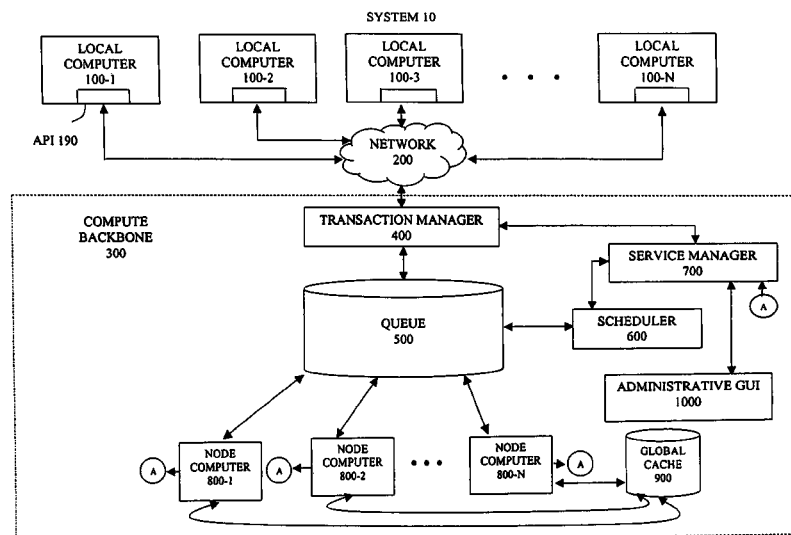 SYSTEM 10
LOCAL
COMPUTER
100-1
LOCAL
COMPUTER
100-2
LOCAL
COMPUTER
100-3
LOCAL
COMPUTER
100-N
API 190
NETWORK
200
COMPUTE
BACKBONE
300
TRANSACTION MANAGER
400
SERVICE MANAGER
700
A
QUEUE
500
SCHEDULER
600
ADMINISTRATIVE GUI
1000
A
NODE
COMPUTER
800-1
A
NODE
COMPUTER
800-2
NODE
COMPUTER
800-N
A
GLOBAL
CACHE
900